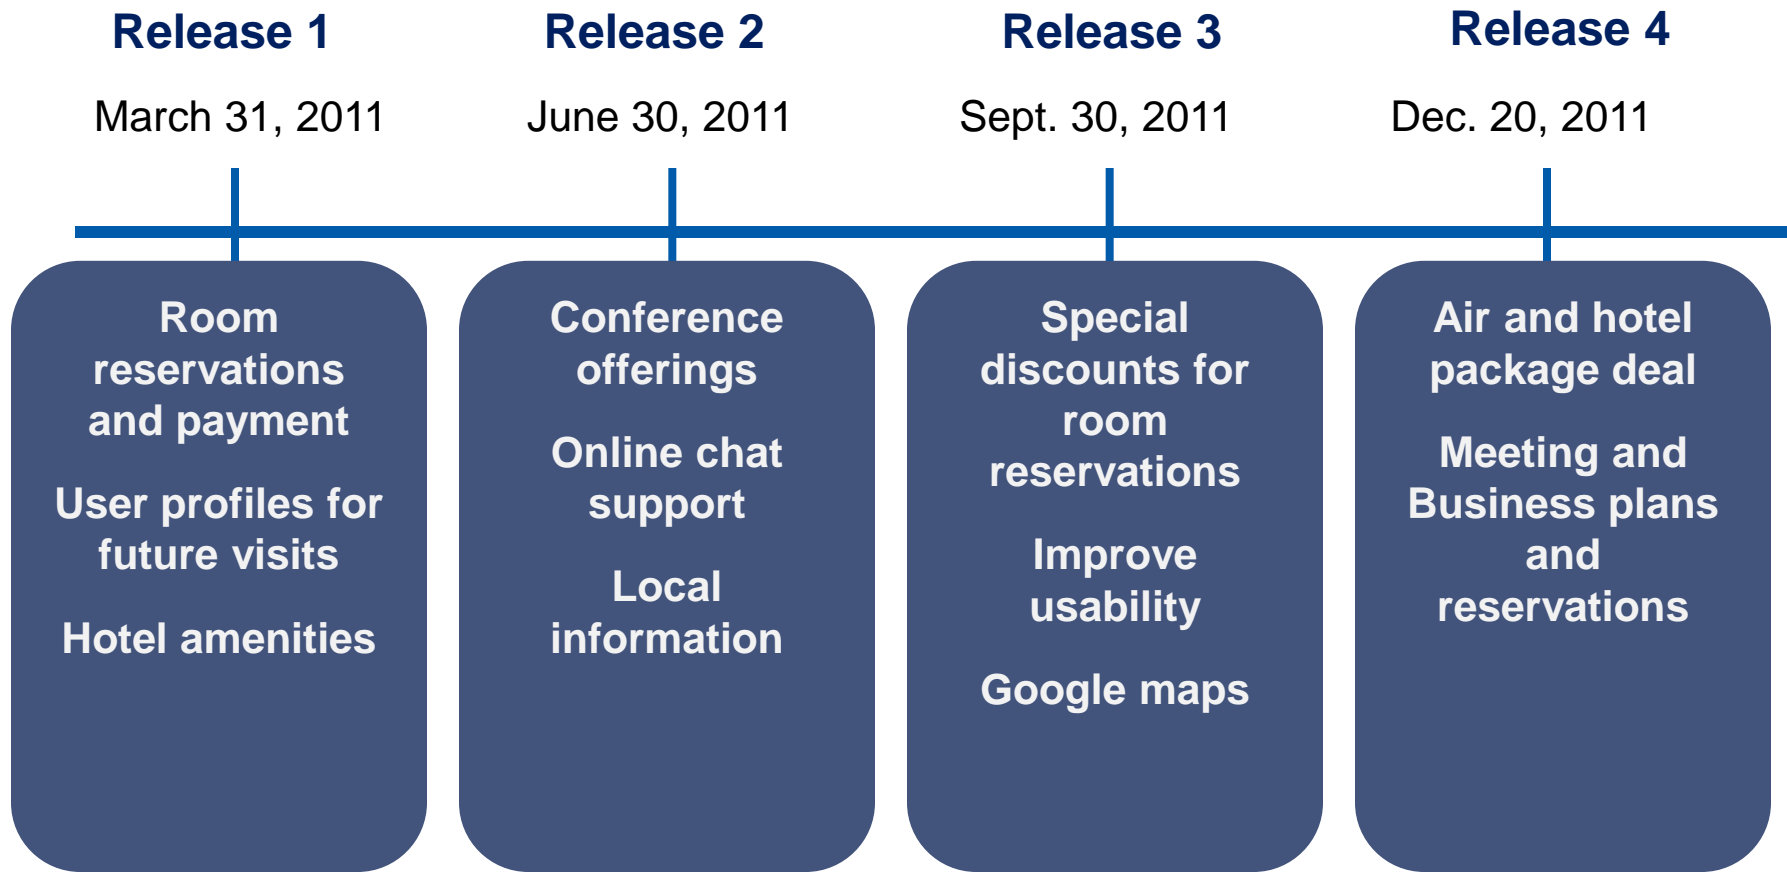 Release 1
March 31, 2011
Room
reservations
and payment
User profiles for
future visits
Hotel amenities
Release 2
June 30, 2011
Conference
offerings
Online chat
support
Local
information
Release 3
Sept. 30, 2011
Special
discounts for
room
reservations
Improve
usability
Google maps
Release 4
Dec. 20, 2011
Air and hotel
package deal
Meeting and
Business plans
and
reservations